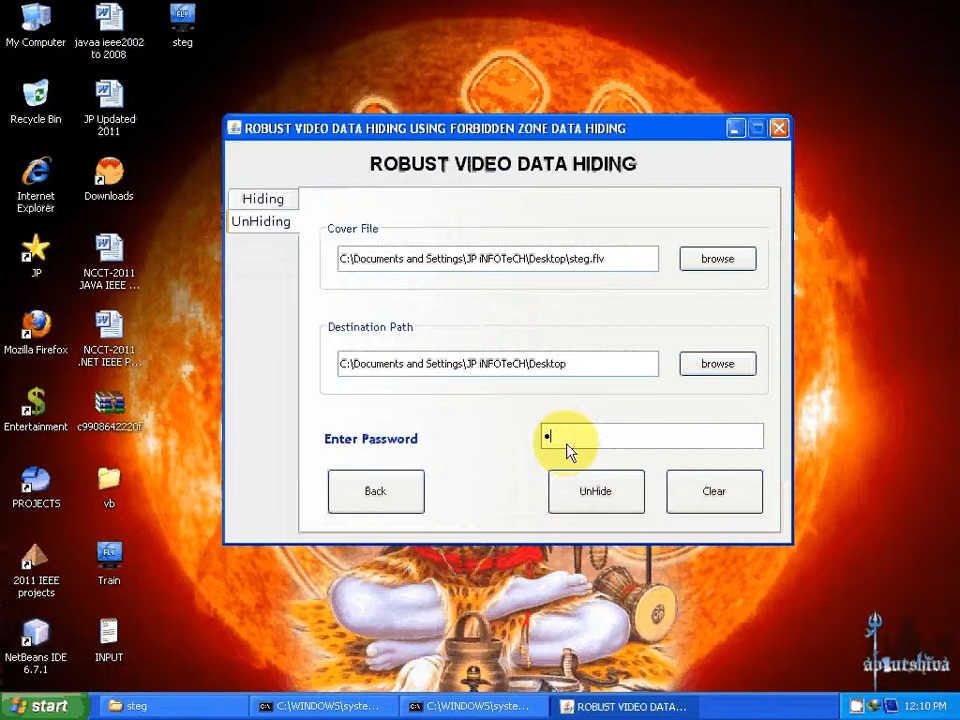 My Computer
javaa ieee2002
to 2008
FLV
steg
Recycle Bin
JP Updated
2011
Internet
Explorer
Downloads
JP
NCCT-2011
JAVA IEEE ...
Mozilla Firefox
NCCT-2011
.NET IEEE P...
Entertainment
c9908642220f
PROJECTS
vb
2011 IEEE
projects
FLV
Train
NetBeans IDE
6.7.1
INPUT
ROBUST VIDEO DATA HIDING USING FORBIDDEN ZONE DATA HIDING
ROBUST VIDEO DATA HIDING
Hiding
UnHiding
Cover File
C:\Documents and Settings\JP iNFOTeCH\Desktop\steg.flv
browse
Destination Path
C:\Documents and Settings\JP iNFOTeCH\Desktop
browse
Enter Password
Back
UnHide
Clear
start
steg
C:\WINDOWS\syste...
C:\WINDOWS\syste...
ROBUST VIDEO DATA...
12:10 PM